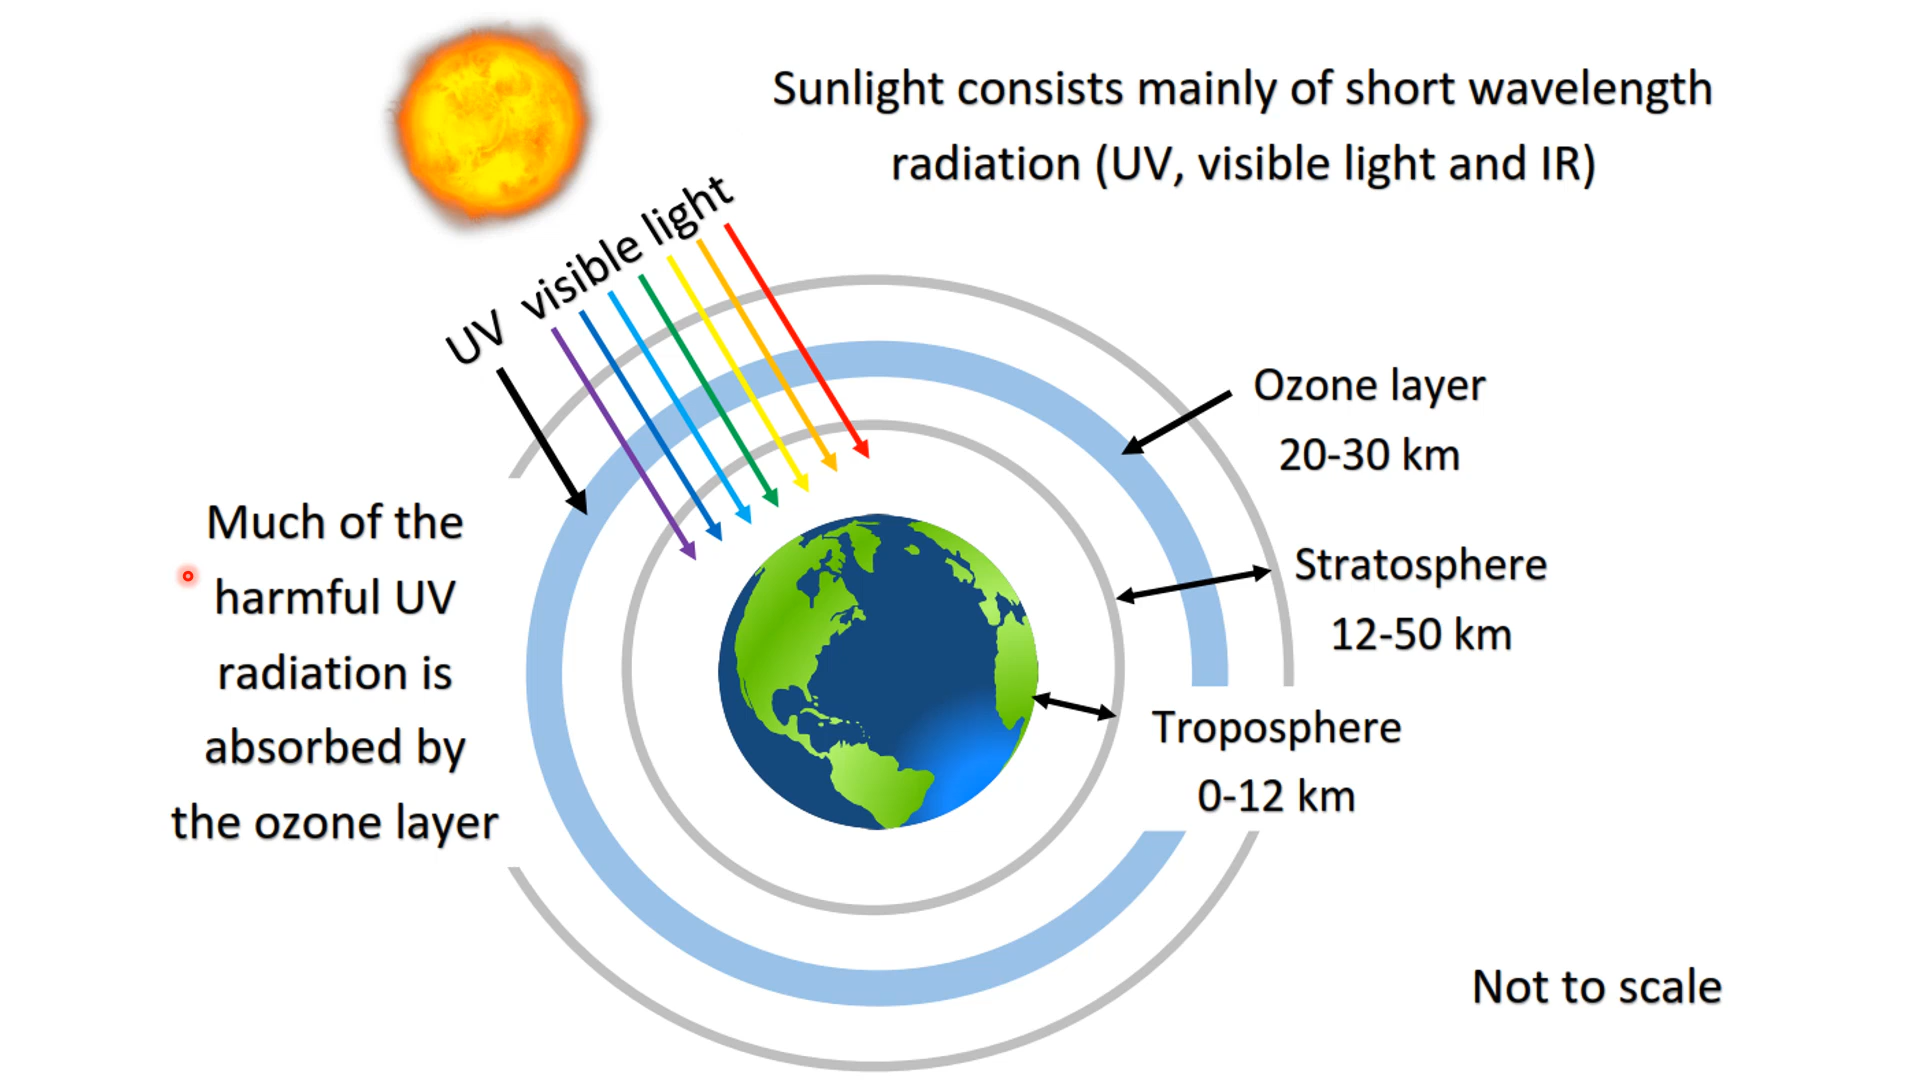 Sunlight consists mainly of short wavelength
radiation (UV, visible light and IR)
UV visible light
Ozone layer
20-30 km
Much of the
harmful UV
radiation is
absorbed by
the ozone layer
Stratosphere
12-50 km
Troposphere
0-12 km
Not to scale